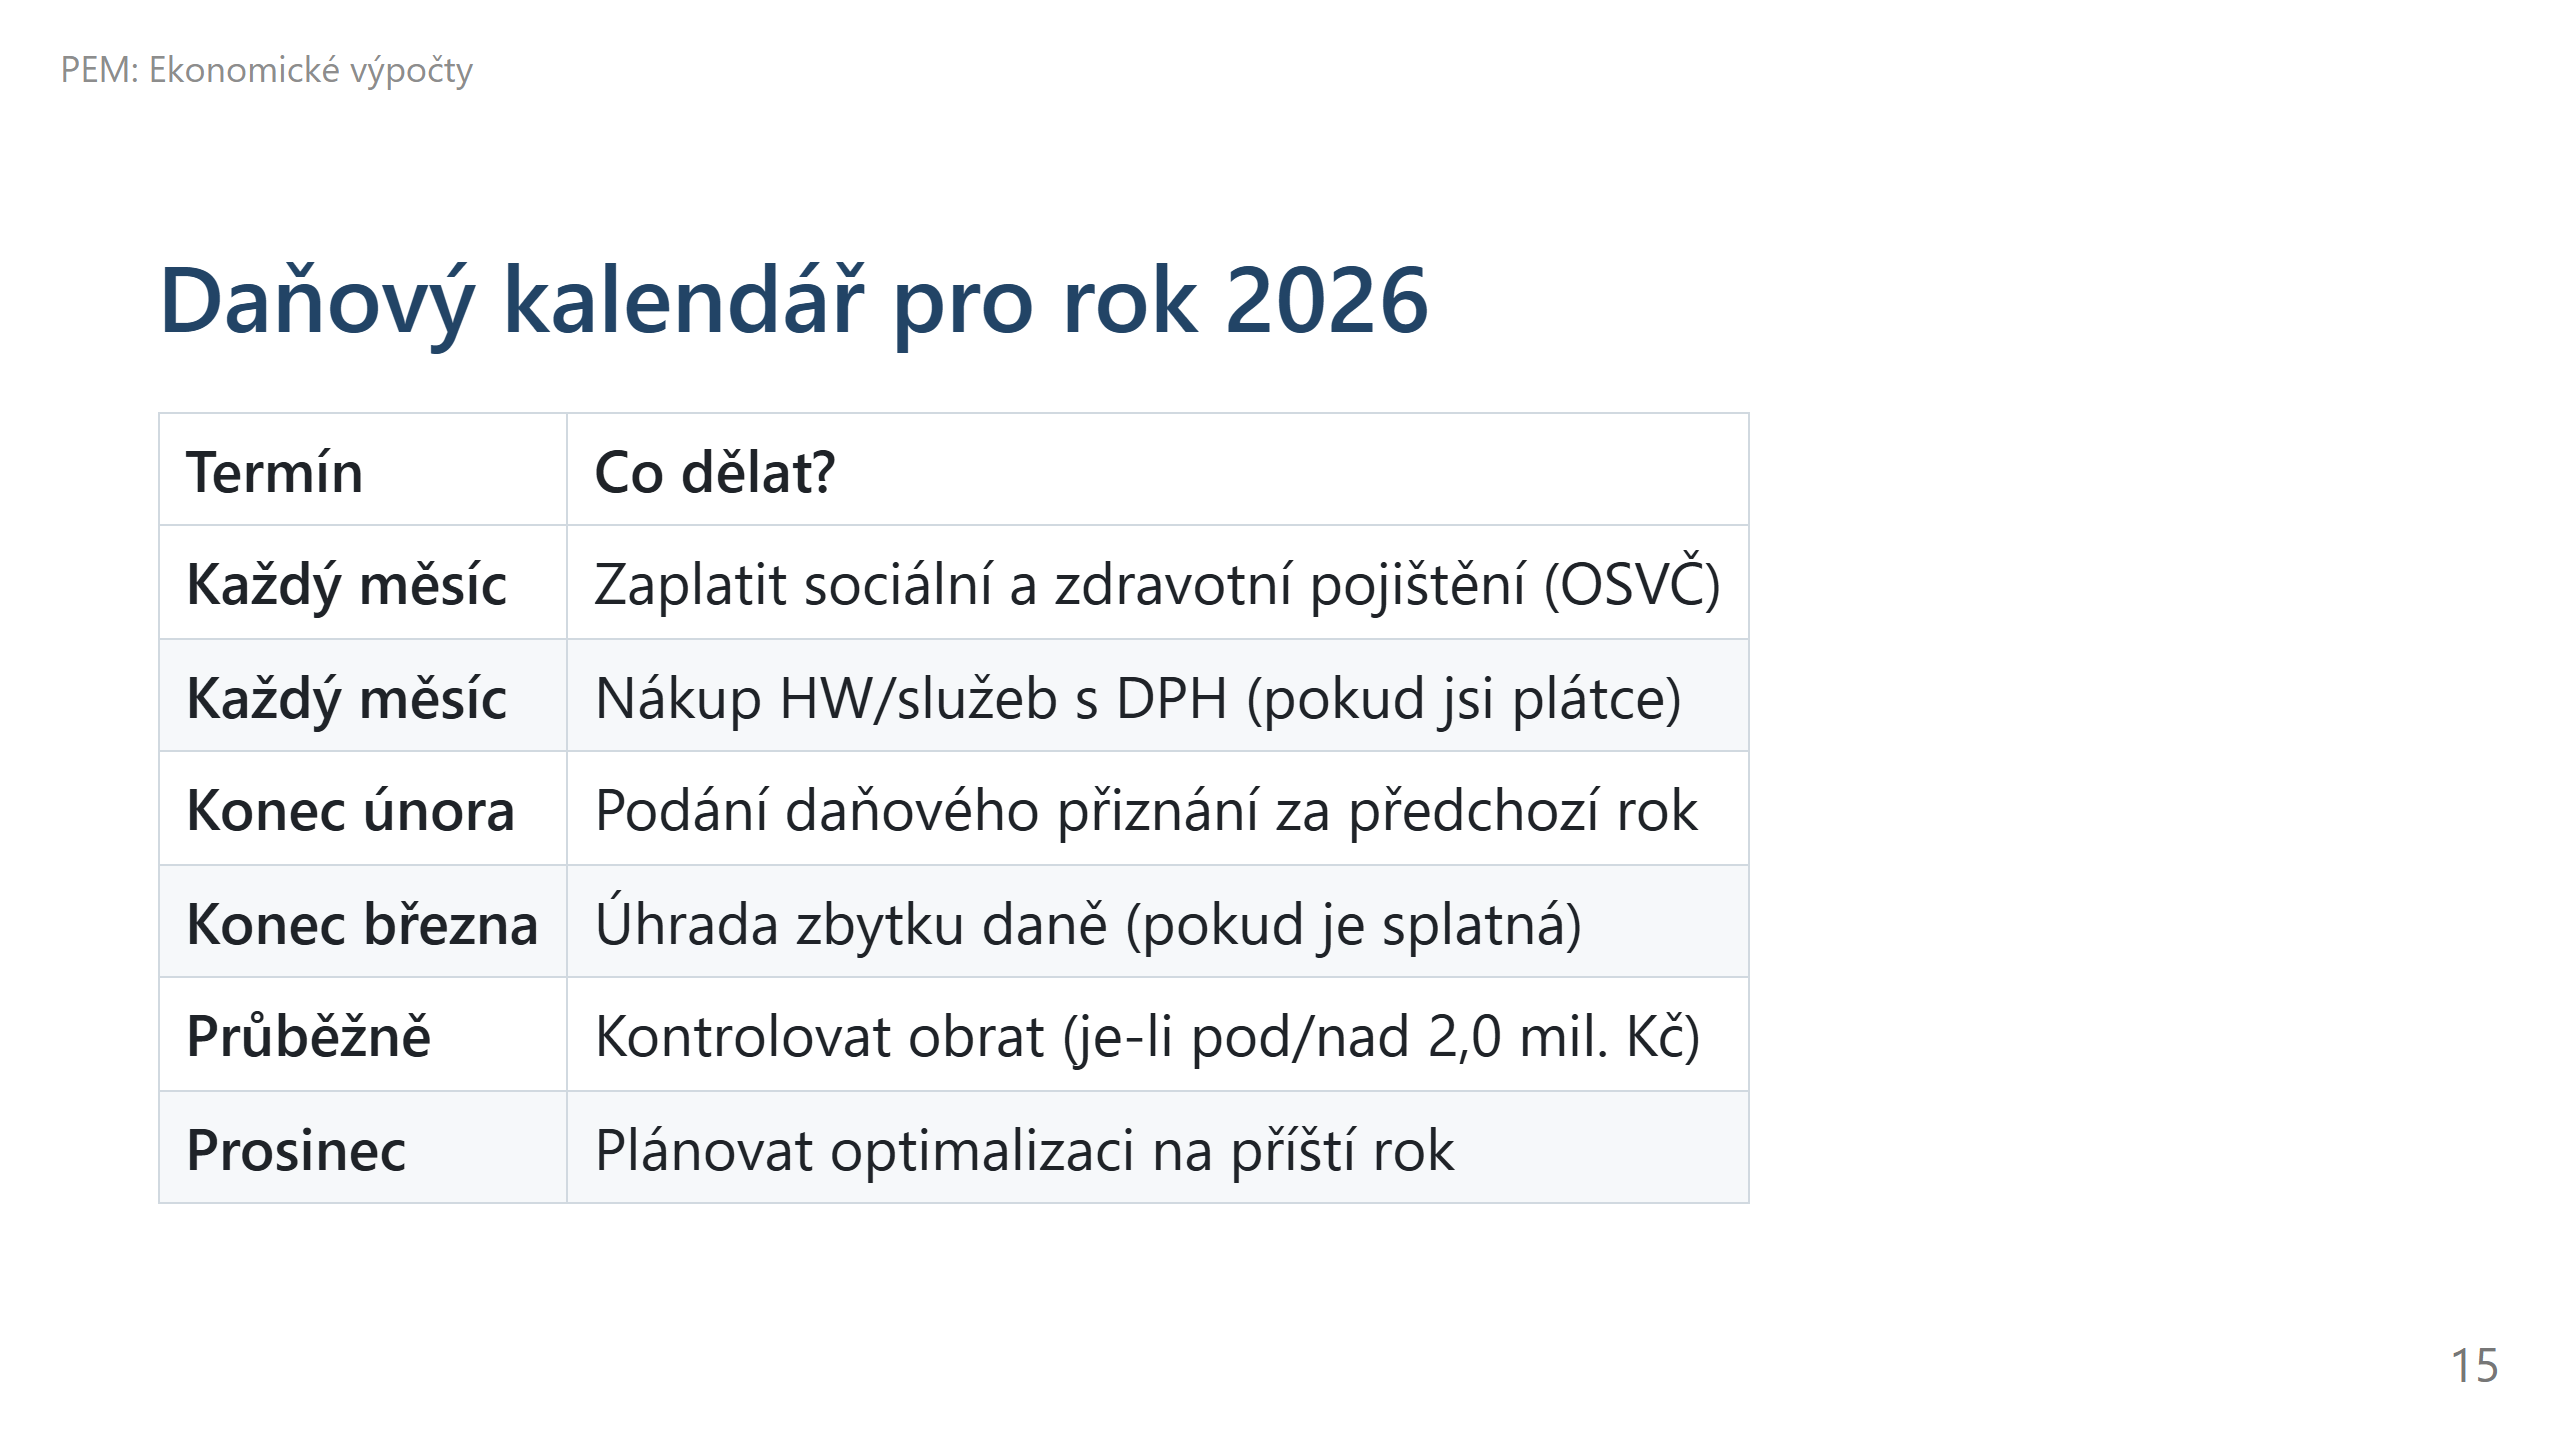 PEM: Ekonomické výpočty
Daňový kalendář pro rok 2026
Termín Co dělat?
Každý měsíc Zaplatit sociální a zdravotní pojištění (OSVČ)
Každý měsíc Nákup HW/služeb s DPH (pokud jsi plátce)
Konec února Podání daňového přiznání za předchozí rok
Konec března Úhrada zbytku daně (pokud je splatná)
Průběžně Kontrolovat obrat (je-li pod/nad 2,0 mil. Kč)
Prosinec Plánovat optimalizaci na příští rok
15